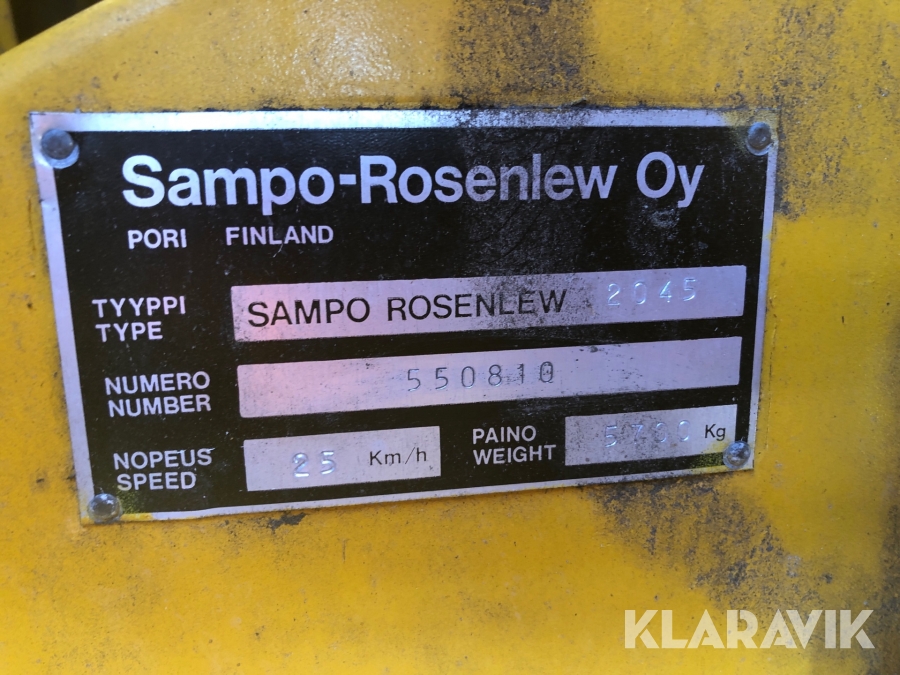 Sampo-Rosenlew Oy
PORI FINLAND
TYYPPI
TYPE
SAMPO ROSENLEW 2045
NUMERO
NUMBER
550810
NOPEUS
SPEED
25 Km/h
PAINO
WEIGHT
5700 Kg
KLARAVIK